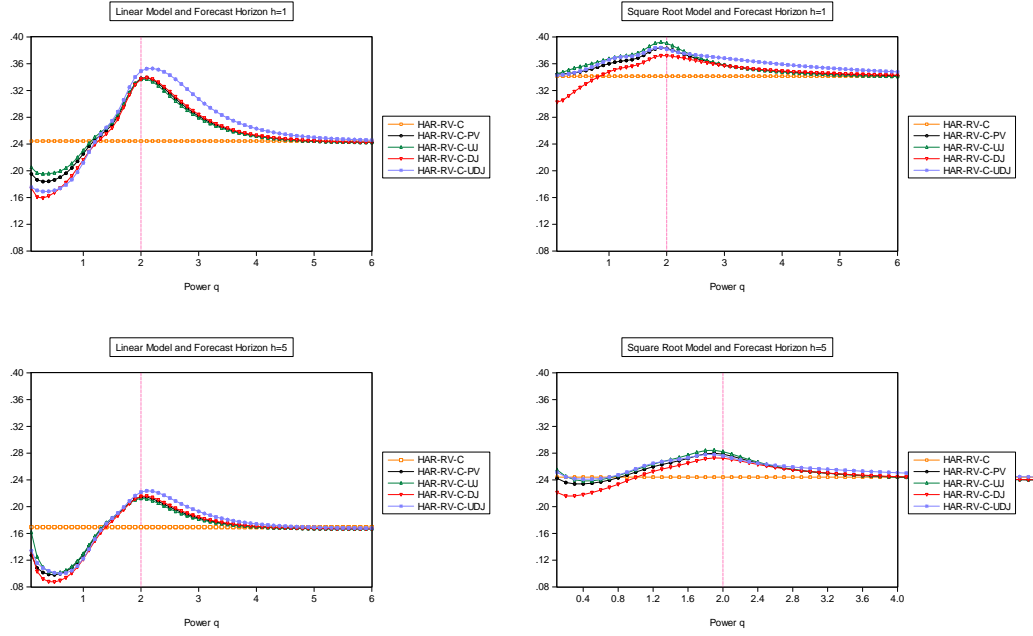 Linear Model and Forecast Horizon h=1
.40
.36
.32
.28
.24
.20
.16
.12
.08
1 2 3 4 5 6
Power q
HAR-RV-C
HAR-RV-C-PV
HAR-RV-C-UJ
HAR-RV-C-DJ
HAR-RV-C-UDJ
Square Root Model and Forecast Horizon h=1
.40
.36
.32
.28
.24
.20
.16
.12
.08
1 2 3 4 5 6
Power q
HAR-RV-C
HAR-RV-C-PV
HAR-RV-C-UJ
HAR-RV-C-DJ
HAR-RV-C-UDJ
Linear Model and Forecast Horizon h=5
.40
.36
.32
.28
.24
.20
.16
.12
.08
1 2 3 4 5 6
Power q
HAR-RV-C
HAR-RV-C-PV
HAR-RV-C-UJ
HAR-RV-C-DJ
HAR-RV-C-UDJ
Square Root Model and Forecast Horizon h=5
.40
.36
.32
.28
.24
.20
.16
.12
.08
0.4 0.8 1.2 1.6 2.0 2.4 2.8 3.2 3.6 4.0
Power q
HAR-RV-C
HAR-RV-C-PV
HAR-RV-C-UJ
HAR-RV-C-DJ
HAR-RV-C-UDJ